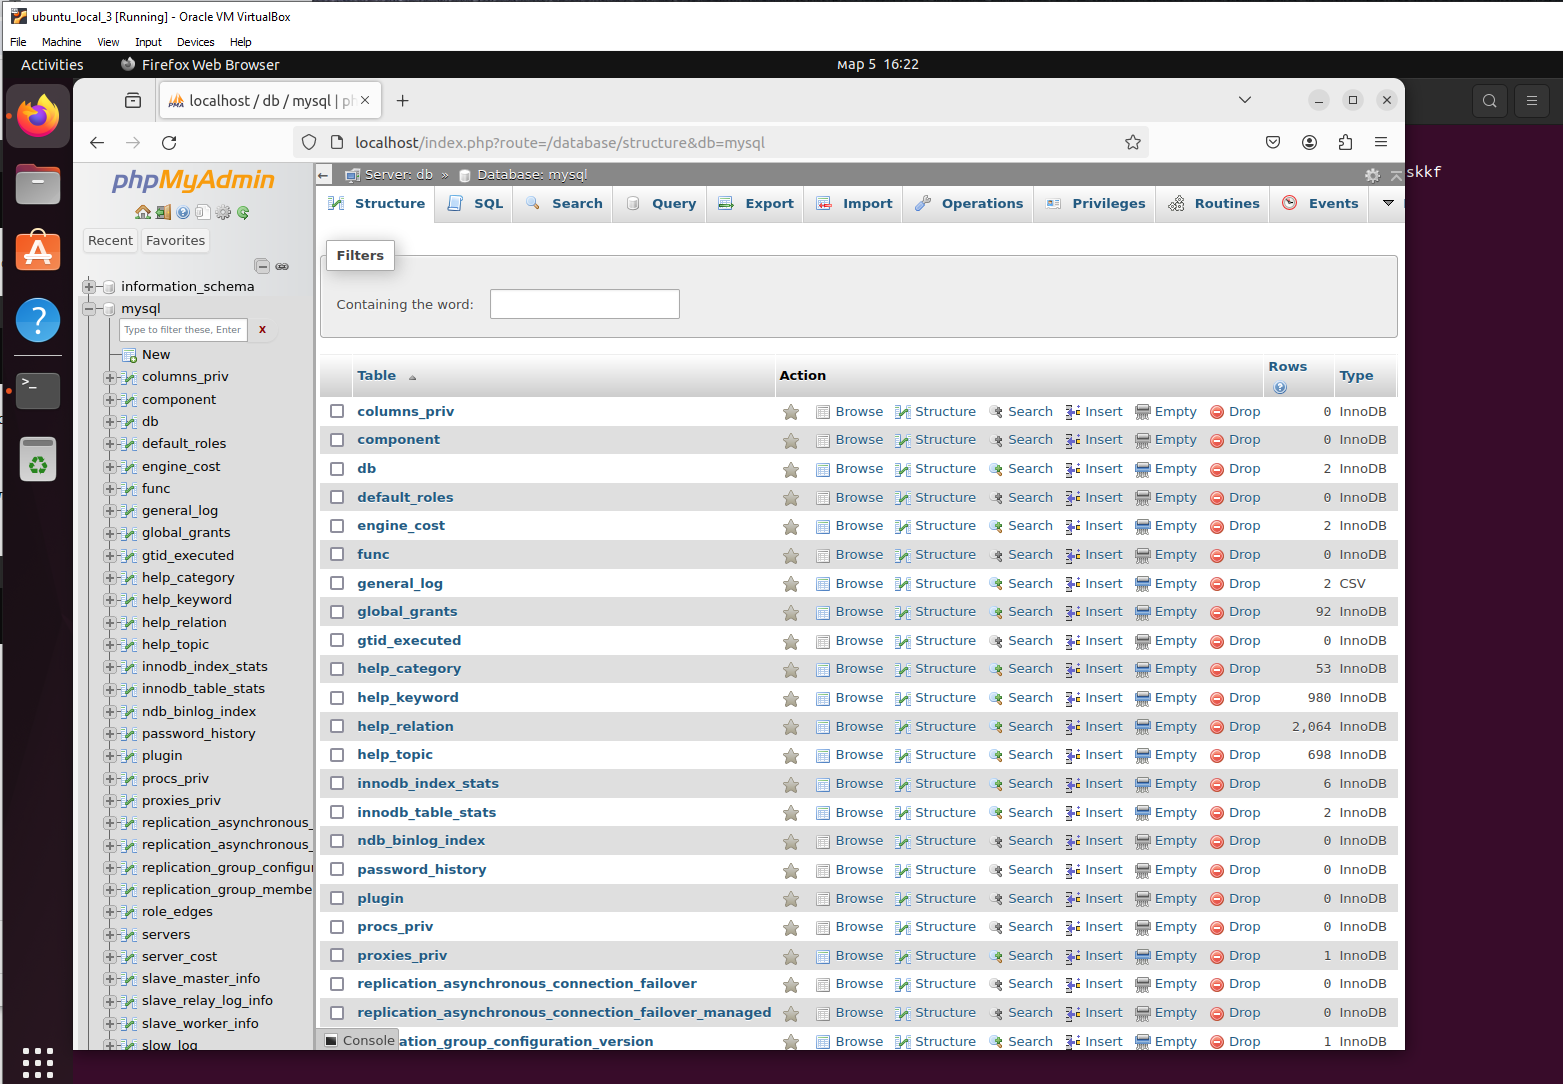 ubuntu_local_3 [Running] - Oracle VM VirtualBox
File Machine View Input Devices Help
Activities Firefox Web Browser мар 5 16:22
localhost / db / mysql | ph
localhost/index.php?route=/database/structure&db=mysql
skkf
phpMyAdmin
Recent Favorites
information_schema
mysql
Type to filter these, Enter X
New
columns_priv
component
db
default_roles
engine_cost
func
general_log
global_grants
gtid_executed
help_category
help_keyword
help_relation
help_topic
innodb_index_stats
innodb_table_stats
ndb_binlog_index
password_history
plugin
procs_priv
proxies_priv
replication_asynchronous_
replication_asynchronous_
replication_group_configur
replication_group_membe
role_edges
servers
server_cost
slave_master_info
slave_relay_log_info
slave_worker_info
slow_log
Server: db » Database: mysql
Structure SQL Search Query Export Import Operations Privileges Routines Events
Filters
Containing the word:
Table Action Rows Type
columns_priv Browse Structure Search Insert Empty Drop 0 InnoDB
component Browse Structure Search Insert Empty Drop 0 InnoDB
db Browse Structure Search Insert Empty Drop 2 InnoDB
default_roles Browse Structure Search Insert Empty Drop 0 InnoDB
engine_cost Browse Structure Search Insert Empty Drop 2 InnoDB
func Browse Structure Search Insert Empty Drop 0 InnoDB
general_log Browse Structure Search Insert Empty Drop 2 CSV
global_grants Browse Structure Search Insert Empty Drop 92 InnoDB
gtid_executed Browse Structure Search Insert Empty Drop 0 InnoDB
help_category Browse Structure Search Insert Empty Drop 53 InnoDB
help_keyword Browse Structure Search Insert Empty Drop 980 InnoDB
help_relation Browse Structure Search Insert Empty Drop 2,064 InnoDB
help_topic Browse Structure Search Insert Empty Drop 698 InnoDB
innodb_index_stats Browse Structure Search Insert Empty Drop 6 InnoDB
innodb_table_stats Browse Structure Search Insert Empty Drop 2 InnoDB
ndb_binlog_index Browse Structure Search Insert Empty Drop 0 InnoDB
password_history Browse Structure Search Insert Empty Drop 0 InnoDB
plugin Browse Structure Search Insert Empty Drop 0 InnoDB
procs_priv Browse Structure Search Insert Empty Drop 0 InnoDB
proxies_priv Browse Structure Search Insert Empty Drop 1 InnoDB
replication_asynchronous_connection_failover Browse Structure Search Insert Empty Drop 0 InnoDB
replication_asynchronous_connection_failover_managed Browse Structure Search Insert Empty Drop 0 InnoDB
ation_group_configuration_version Browse Structure Search Insert Empty Drop 1 InnoDB
Console